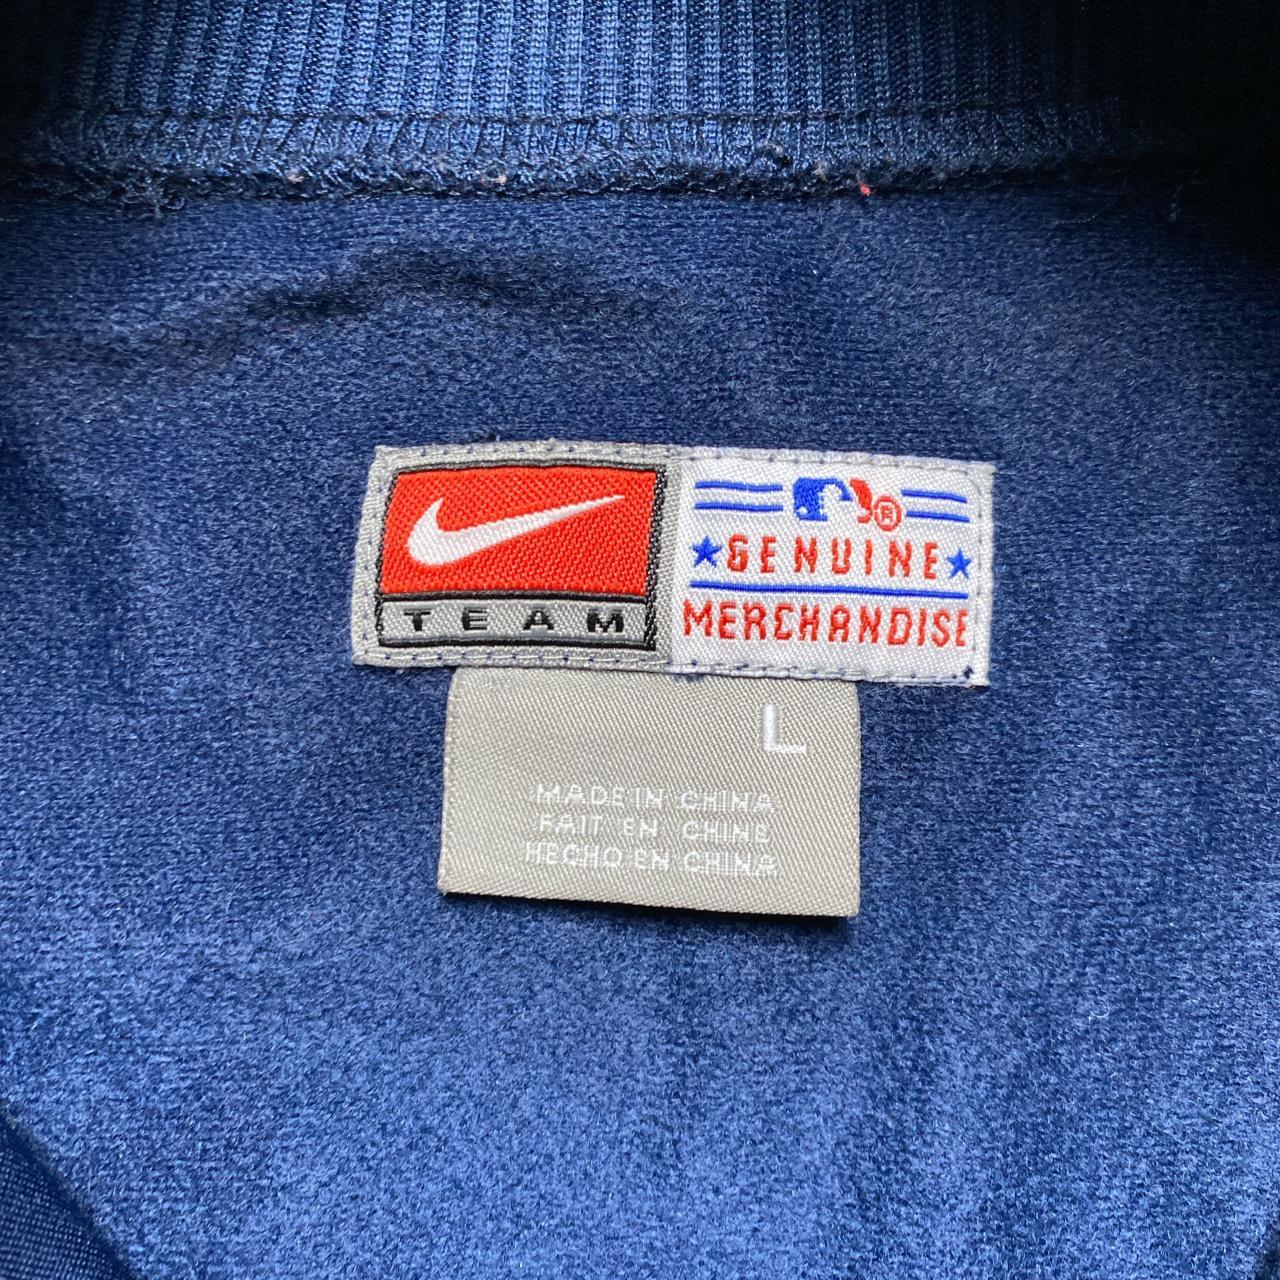 TEAM
®
GENUINE
MERCHANDISE
L
MADE IN CHINA
FAIT EN CHINE
HECHO EN CHINA